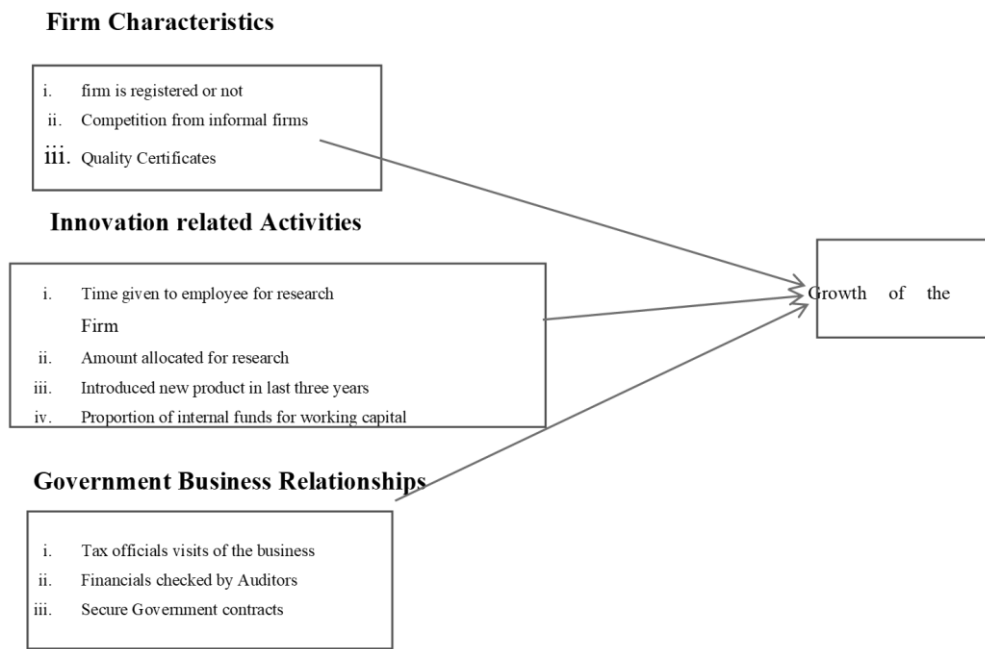 Firm Characteristics
i. firm is registered or not
ii. Competition from informal firms
iii. Quality Certificates
Innovation related Activities
i. Time given to employee for research
Growth of the
Firm
ii. Amount allocated for research
iii. Introduced new product in last three years
iv. Proportion of internal funds for working capital
Government Business Relationships
i. Tax officials visits of the business
ii. Financials checked by Auditors
iii. Secure Government contracts